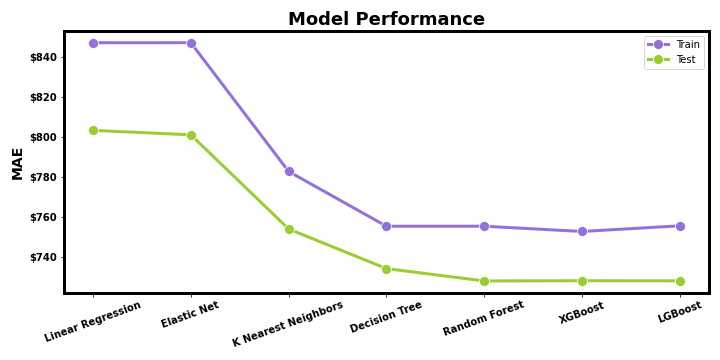 Model Performance
Train
Test
MAE
$840
$820
$800
$780
$760
$740
Linear Regression
Elastic Net
K Nearest Neighbors
Decision Tree
Random Forest
XGBoost
LGBoost